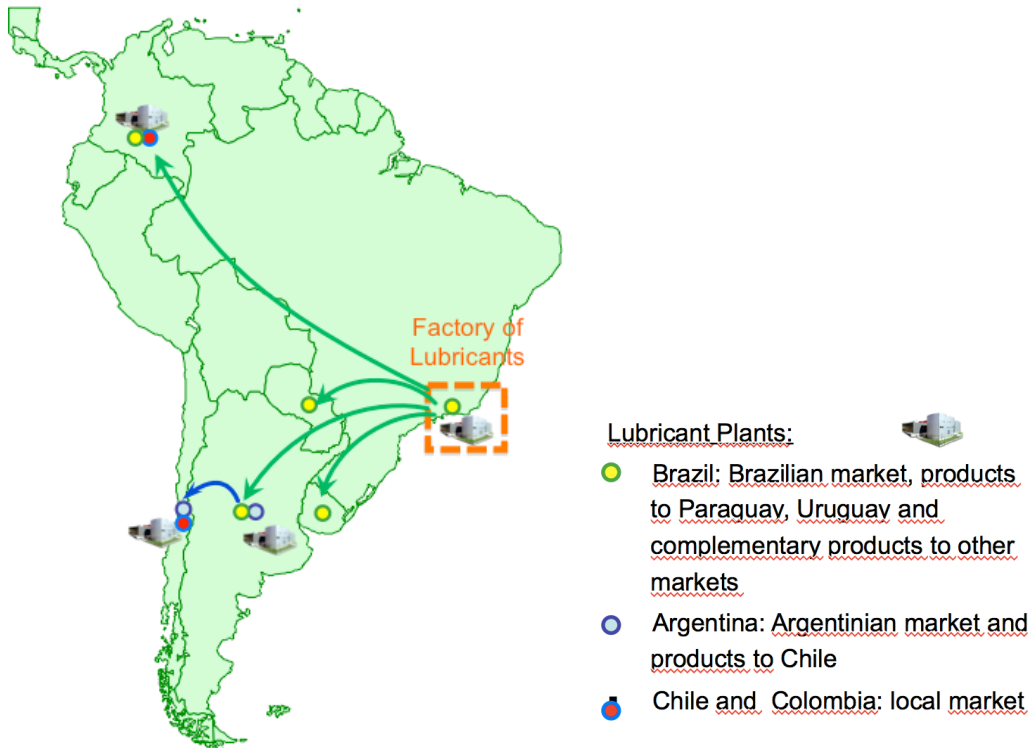 Factory of
Lubricants
Lubricant Plants:
Brazil: Brazilian market, products
to Paraquay, Uruguay and
complementary products to other
markets
Argentina: Argentinian market and
products to Chile
Chile and Colombia: local market